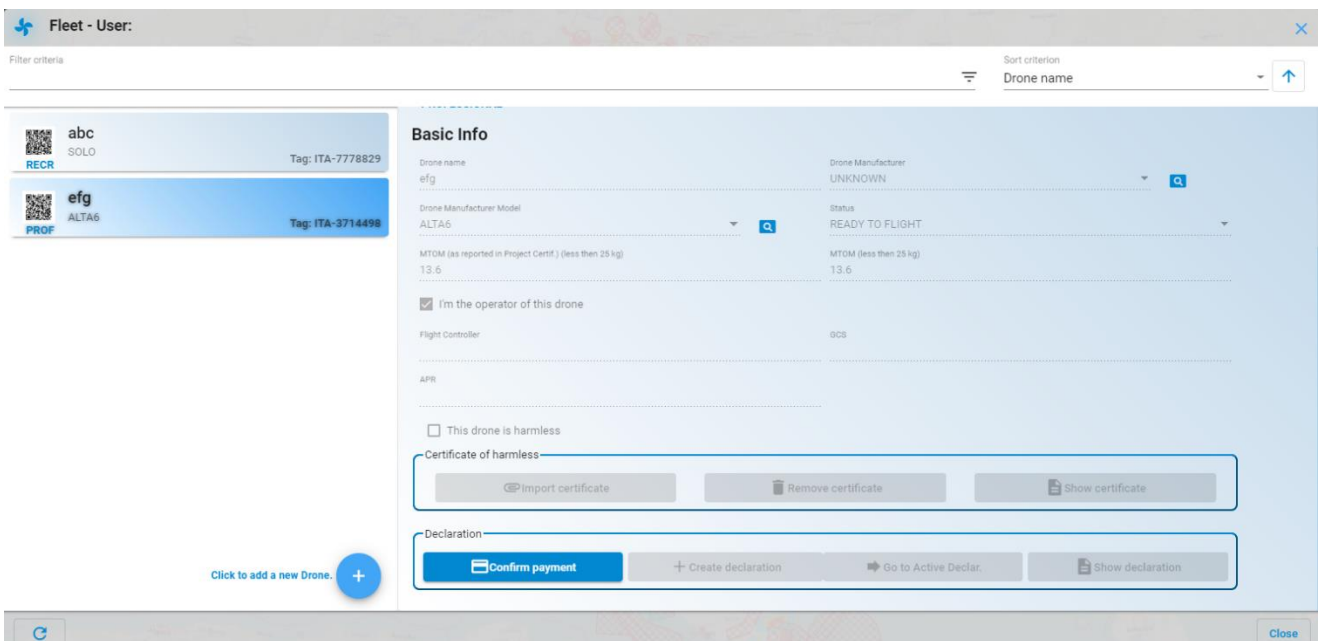 Fleet - User:
Filter criteria
Sort criterion
Drone name
abc
SOLO
RECR
Tag: ITA-7778829
efg
ALTA6
PROF
Tag: ITA-3714498
Click to add a new Drone.
Basic Info
Drone name
efg
Drone Manufacturer
UNKNOWN
Drone Manufacturer Model
ALTA6
Status
READY TO FLIGHT
MTOM (as reported in Project Certif.) (less then 25 kg)
13.6
MTOM (less then 25 kg)
13.6
I'm the operator of this drone
Flight Controller
GCS
APR
This drone is harmless
Certificate of harmless
Import certificate
Remove certificate
Show certificate
Declaration
Confirm payment
Create declaration
Go to Active Declar.
Show declaration
Close